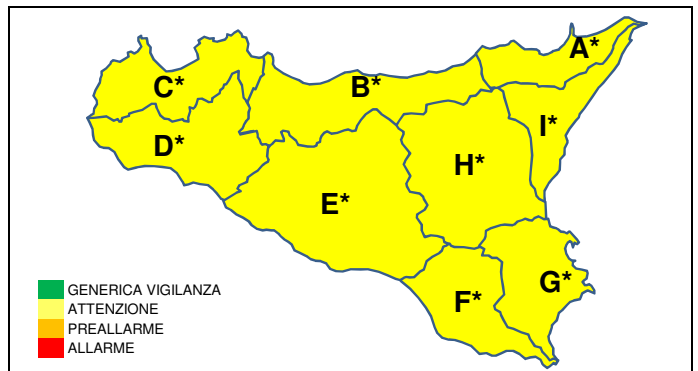 A*
C*
B*
I*
D*
H*
E*
G*
F*
GENERICA VIGILANZA
ATTENZIONE
PREALLARME
ALLARME